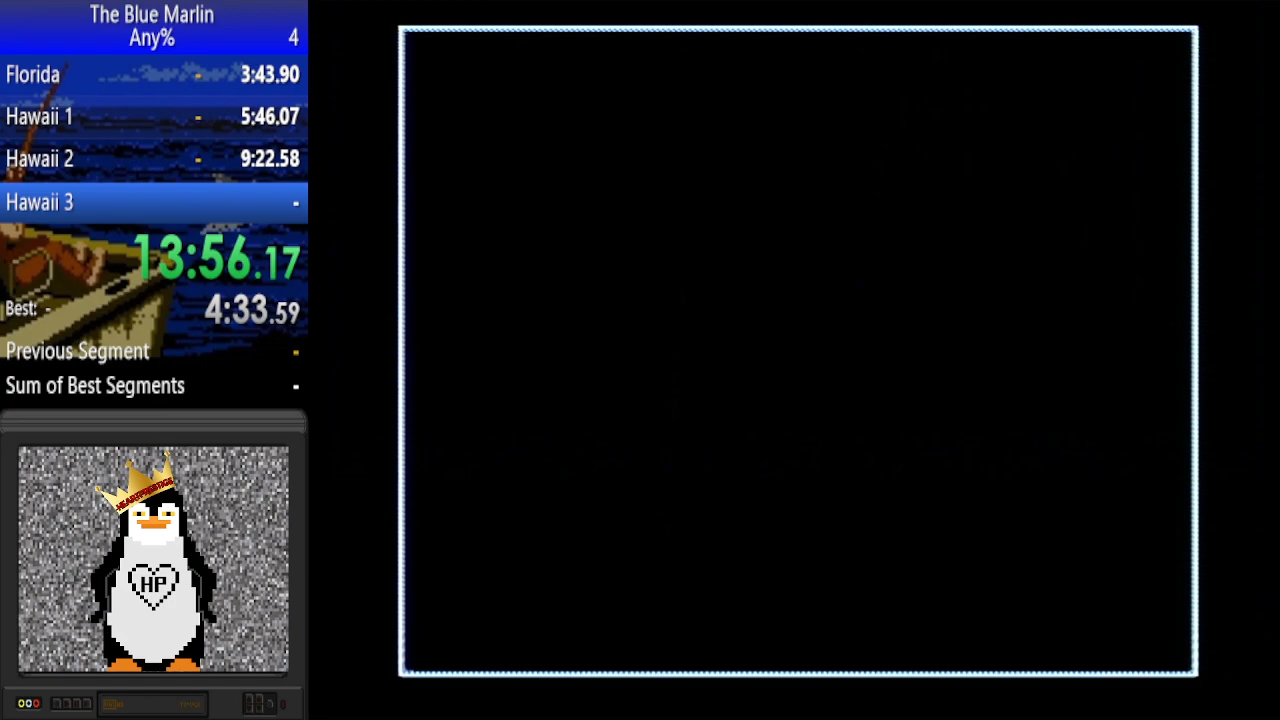 The Blue Marlin
Any% 4
Florida - 3:43.90
Hawaii 1 - 5:46.07
Hawaii 2 - 9:22.58
Hawaii 3 -
13:56.17
Best: - 4:33.59
Previous Segment -
Sum of Best Segments -
HEARTPRESTIGE
HP